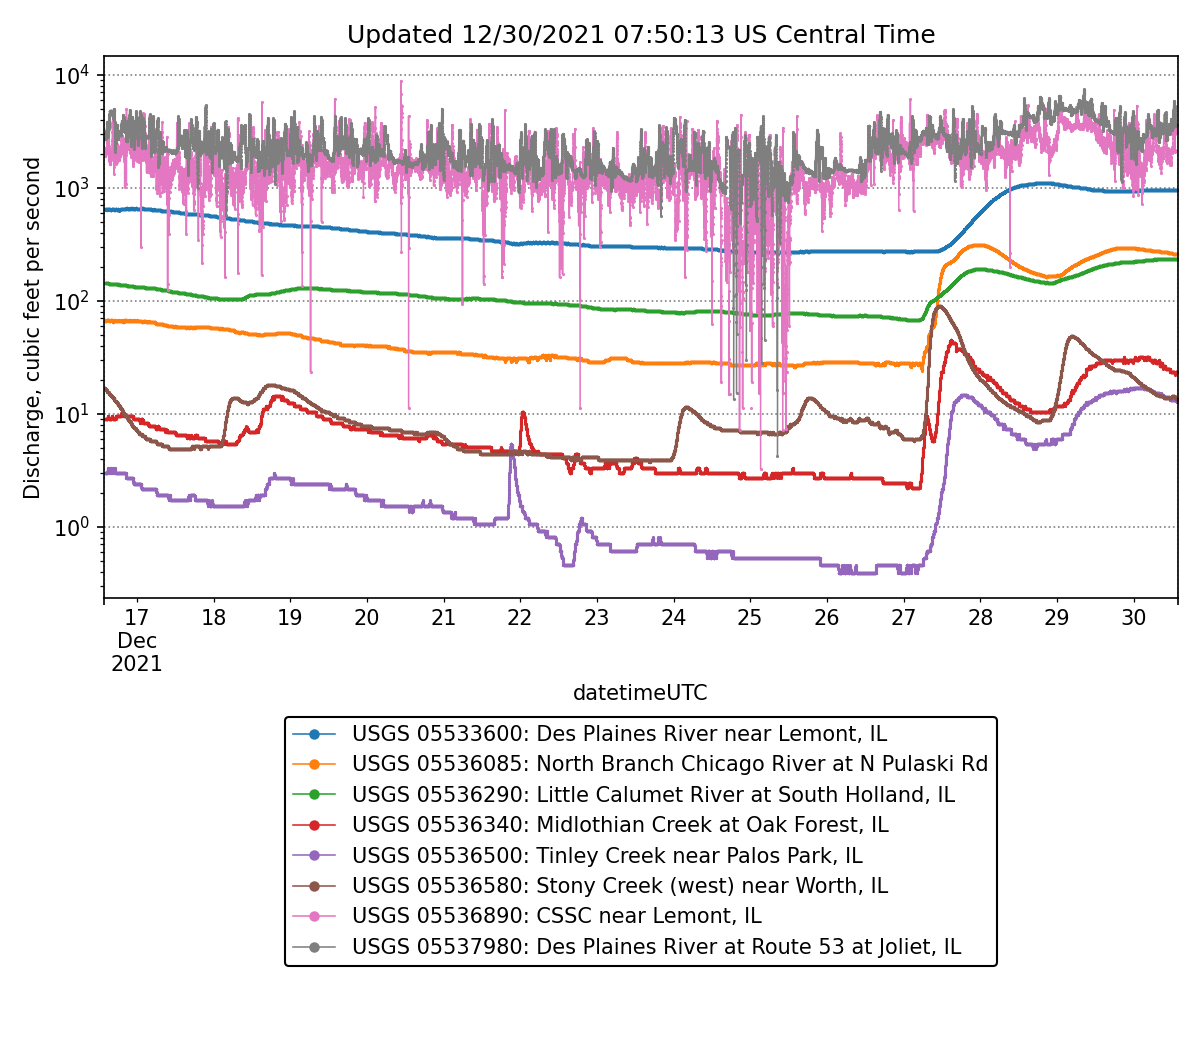 Updated 12/30/2021 07:50:13 US Central Time
Discharge, cubic feet per second
10^4
10^3
10^2
10^1
10^0
17 18 19 20 21 22 23 24 25 26 27 28 29 30
Dec
2021
datetimeUTC
USGS 05533600: Des Plaines River near Lemont, IL
USGS 05536085: North Branch Chicago River at N Pulaski Rd
USGS 05536290: Little Calumet River at South Holland, IL
USGS 05536340: Midlothian Creek at Oak Forest, IL
USGS 05536500: Tinley Creek near Palos Park, IL
USGS 05536580: Stony Creek (west) near Worth, IL
USGS 05536890: CSSC near Lemont, IL
USGS 05537980: Des Plaines River at Route 53 at Joliet, IL